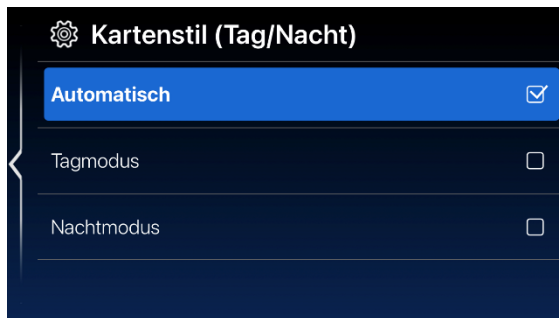 Kartenstil (Tag/Nacht)
Automatisch
Tagmodus
Nachtmodus